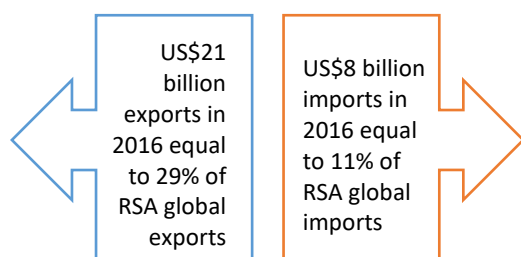 US$21
billion
exports in
2016 equal
to 29% of
RSA global
exports
US$8 billion
imports in
2016 equal
to 11% of
RSA global
imports